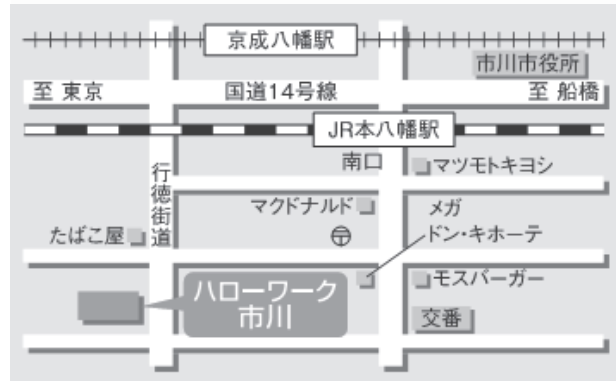 京成八幡駅
市川市役所
至 東京
国道14号線
至 船橋
JR本八幡駅
南口
マツモトキヨシ
行徳街道
マクドナルド
メガ
ドン・キホーテ
たばこ屋
ハローワーク
市川
モスバーガー
交番